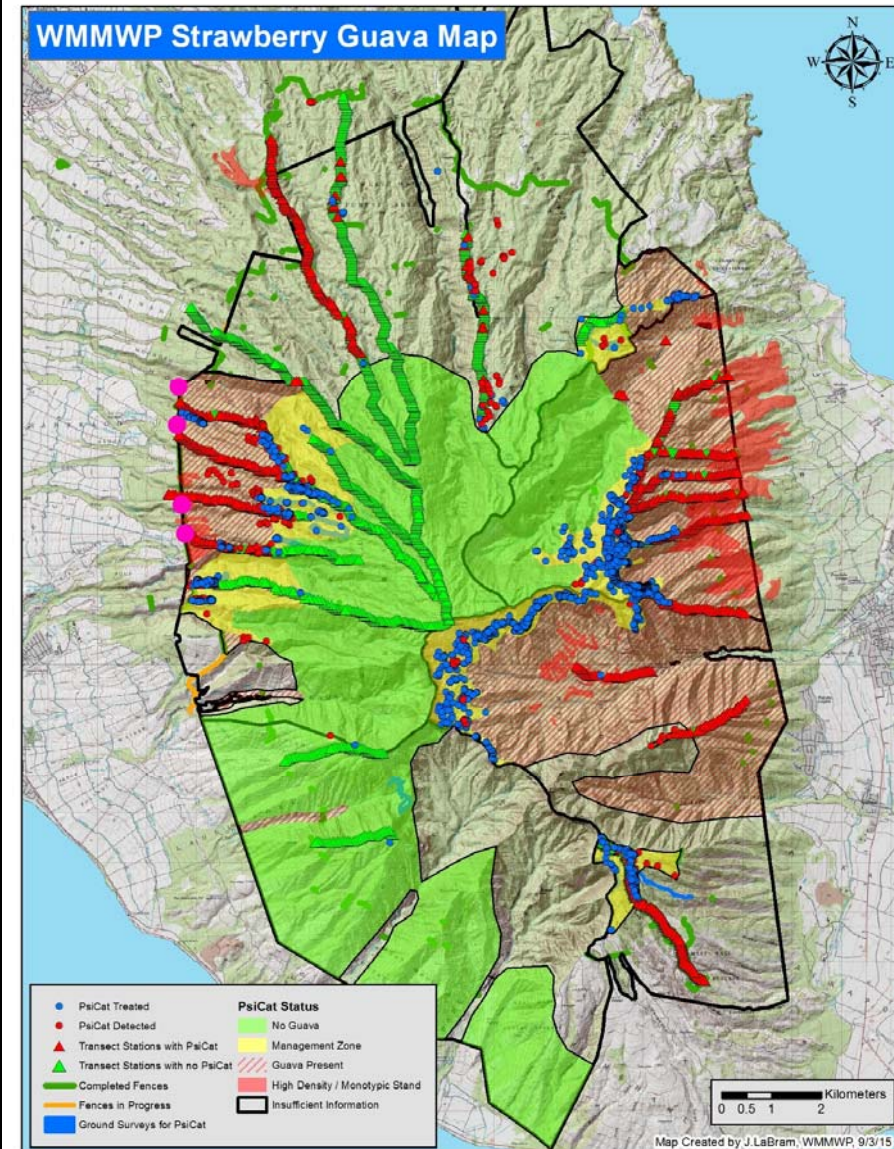 WMMWP Strawberry Guava Map
N
W
E
S
PsiCat Treated
PsiCat Detected
Transect Stations with PsiCat
Transect Stations with no PsiCat
Completed Fences
Fences in Progress
Ground Surveys for PsiCat
PsiCat Status
No Guava
Management Zone
Guava Present
High Density / Monotypic Stand
Insufficient Information
Kilometers
0 0.5 1 2
Map Created by J.LaBram, WMMWP, 9/3/15